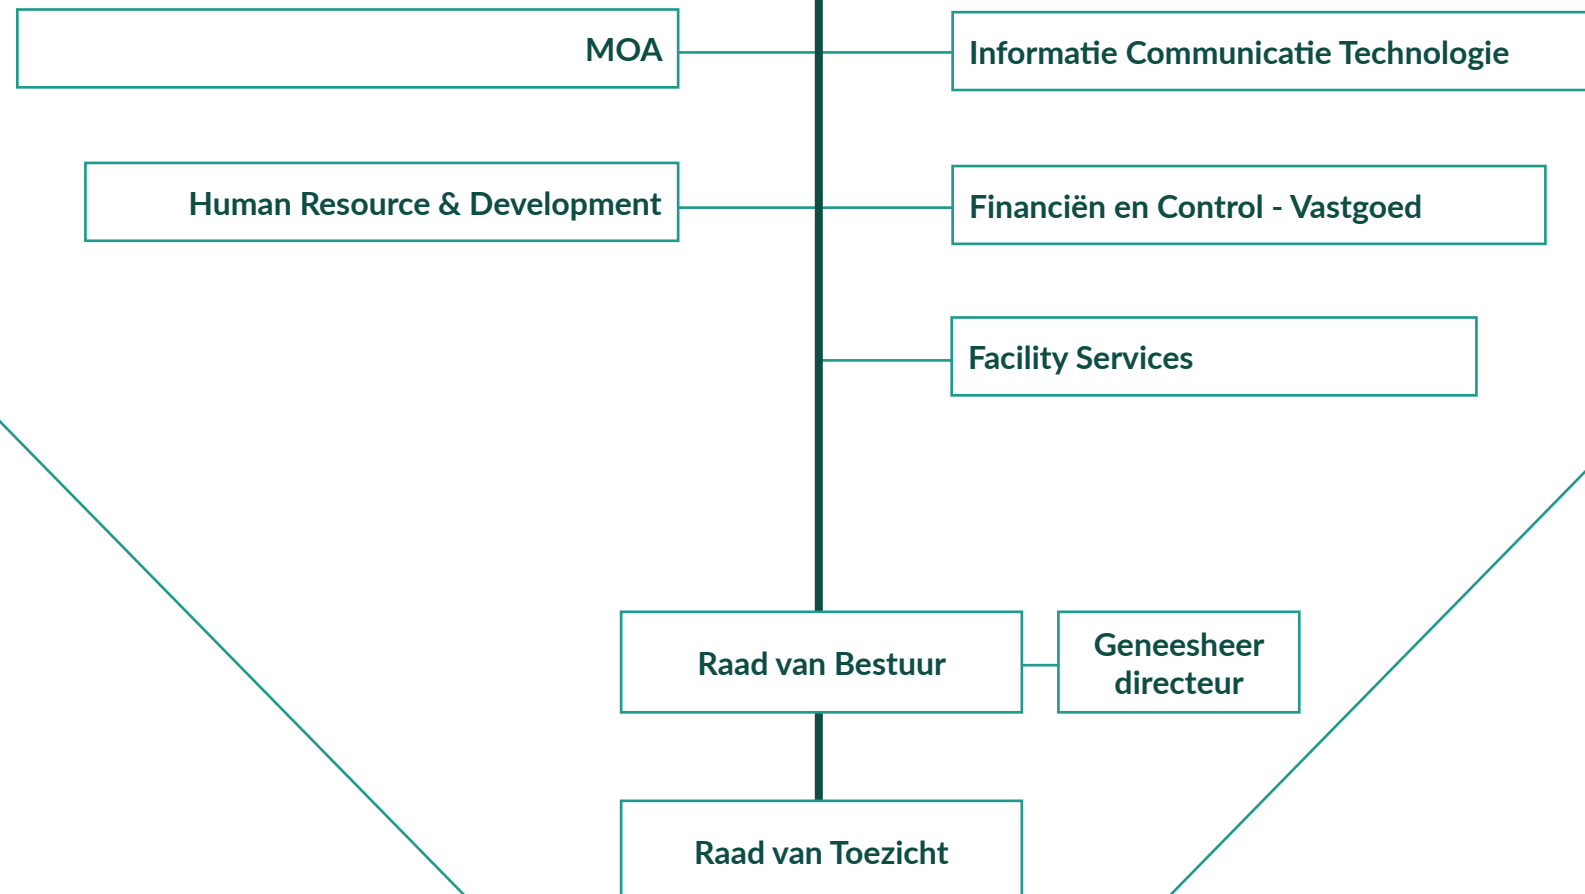 MOA
Informatie Communicatie Technologie
Human Resource & Development
Financiën en Control - Vastgoed
Facility Services
Raad van Bestuur
Geneesheer
directeur
Raad van Toezicht